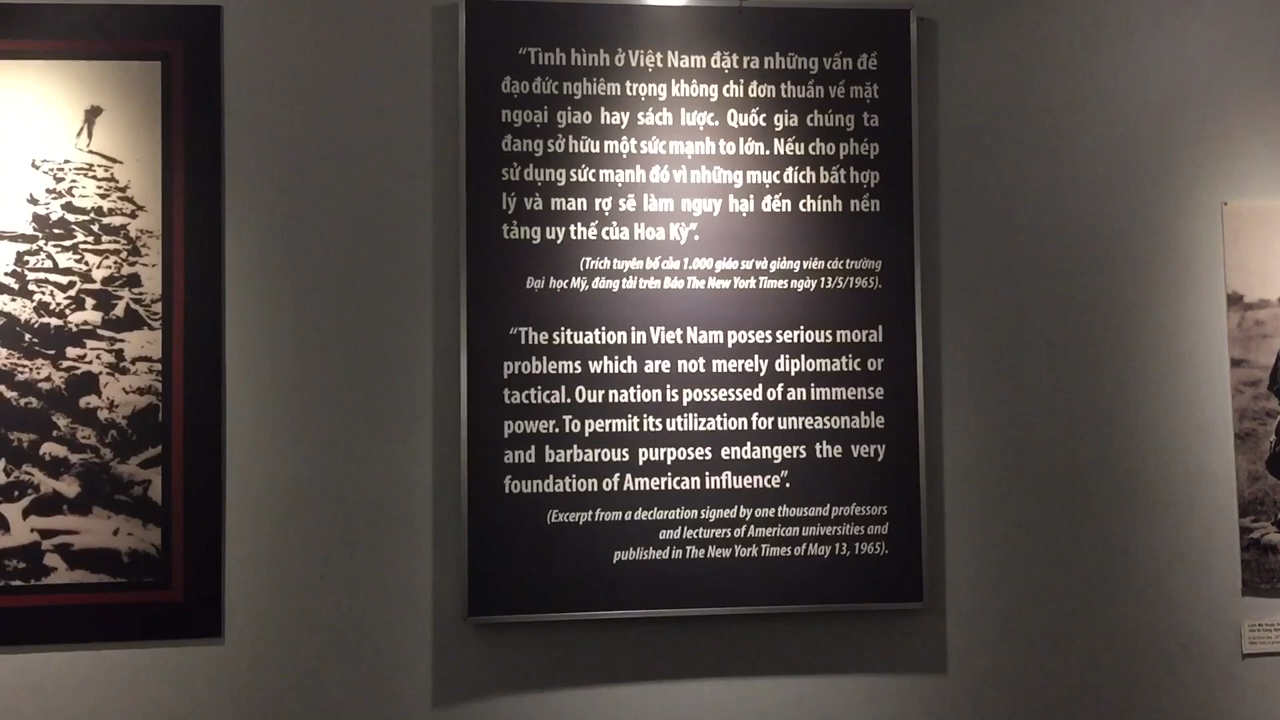 “Tình hình ở Việt Nam đặt ra những vấn đề
đạo đức nghiêm trọng không chỉ đơn thuần về mặt
ngoại giao hay sách lược. Quốc gia chúng ta
đang sở hữu một sức mạnh to lớn. Nếu cho phép
sử dụng sức mạnh đó vì những mục đích bất hợp
lý và man rợ sẽ làm nguy hại đến chính nền
tảng uy thế của Hoa Kỳ”.
(Trích tuyên bố của 1.000 giáo sư và giảng viên các trường
Đại học Mỹ, đăng tải trên Báo The New York Times ngày 13/5/1965).
“The situation in Viet Nam poses serious moral
problems which are not merely diplomatic or
tactical. Our nation is possessed of an immense
power. To permit its utilization for unreasonable
and barbarous purposes endangers the very
foundation of American influence”.
(Excerpt from a declaration signed by one thousand professors
and lecturers of American universities and
published in The New York Times of May 13, 1965).